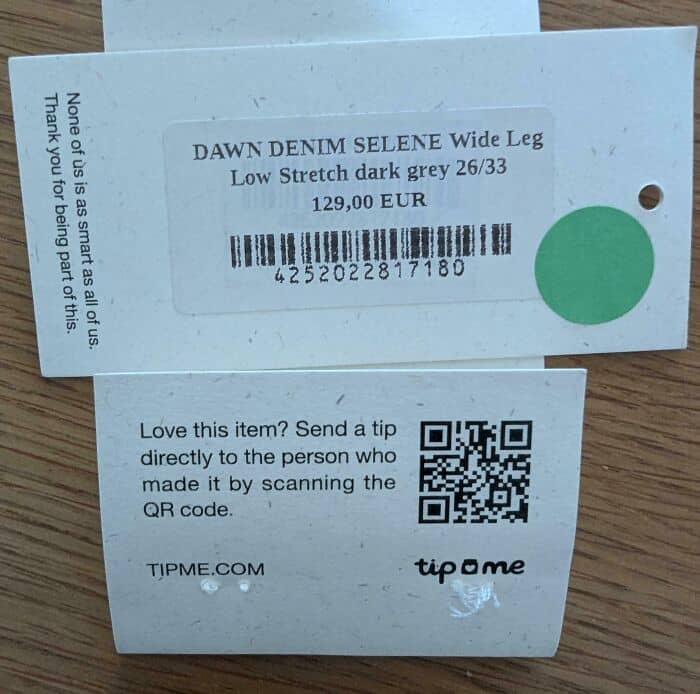 None of us is as smart as all of us.
Thank you for being part of this.
DAWN DENIM SELENE Wide Leg
Low Stretch dark grey 26/33
129,00 EUR
4252022817180
Love this item? Send a tip
directly to the person who
made it by scanning the
QR code.
TIPME.COM
tip me